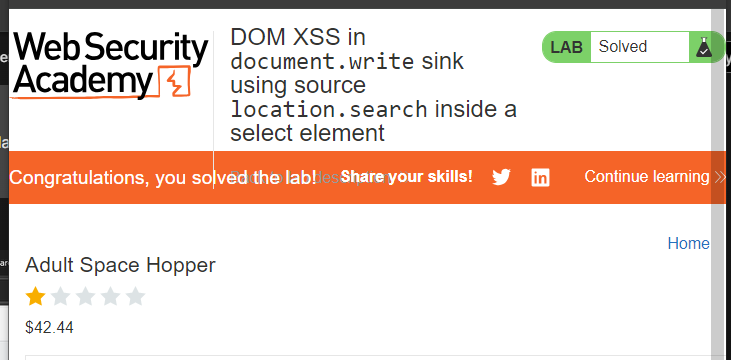 Web Security
Academy
DOM XSS in
document.write sink
using source
location.search inside a
select element
LAB Solved
Congratulations, you solved the lab! Share your skills! Continue learning
Home
Adult Space Hopper
$42.44